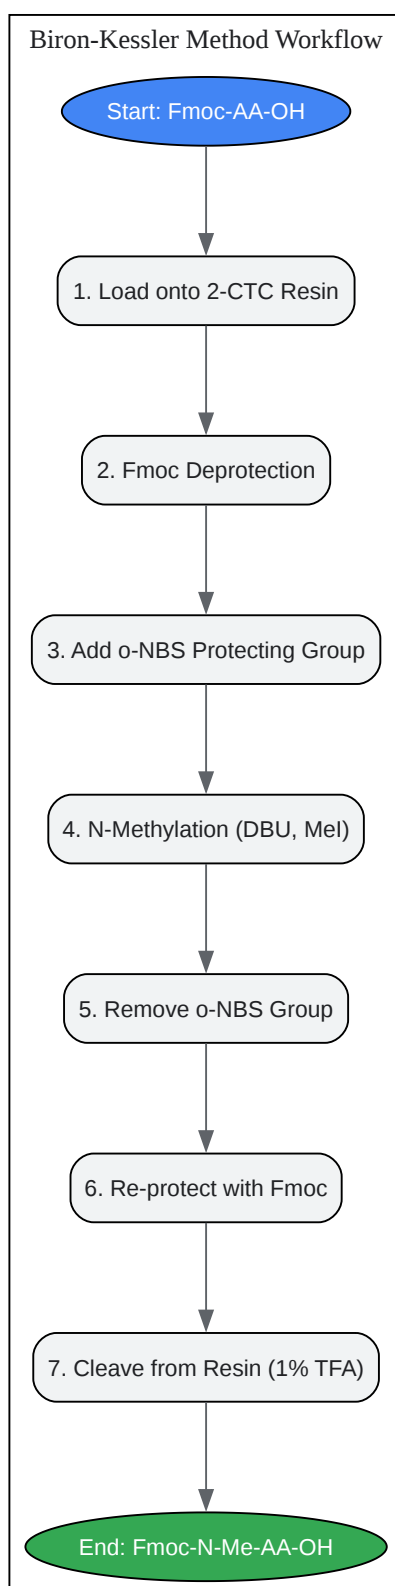 Biron-Kessler Method Workflow
Start: Fmoc-AA-OH
1. Load onto 2-CTC Resin
2. Fmoc Deprotection
3. Add o-NBS Protecting Group
4. N-Methylation (DBU, MeI)
5. Remove o-NBS Group
6. Re-protect with Fmoc
7. Cleave from Resin (1% TFA)
End: Fmoc-N-Me-AA-OH